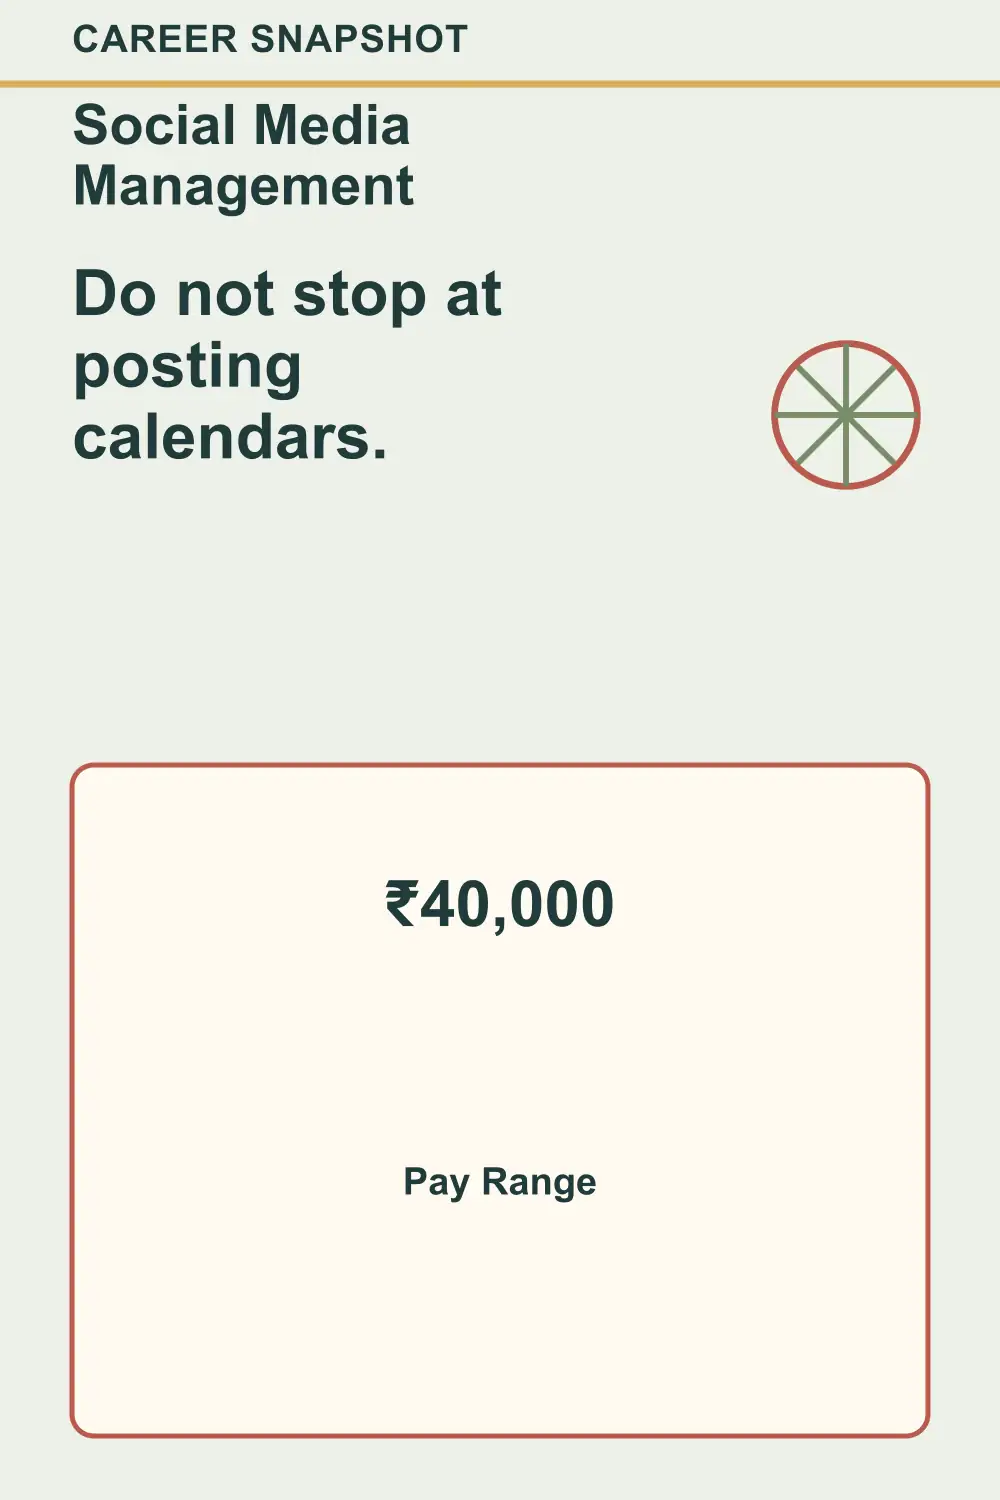 CAREER SNAPSHOT
Social Media
Management
Do not stop at
posting
calendars.
₹40,000
Pay Range